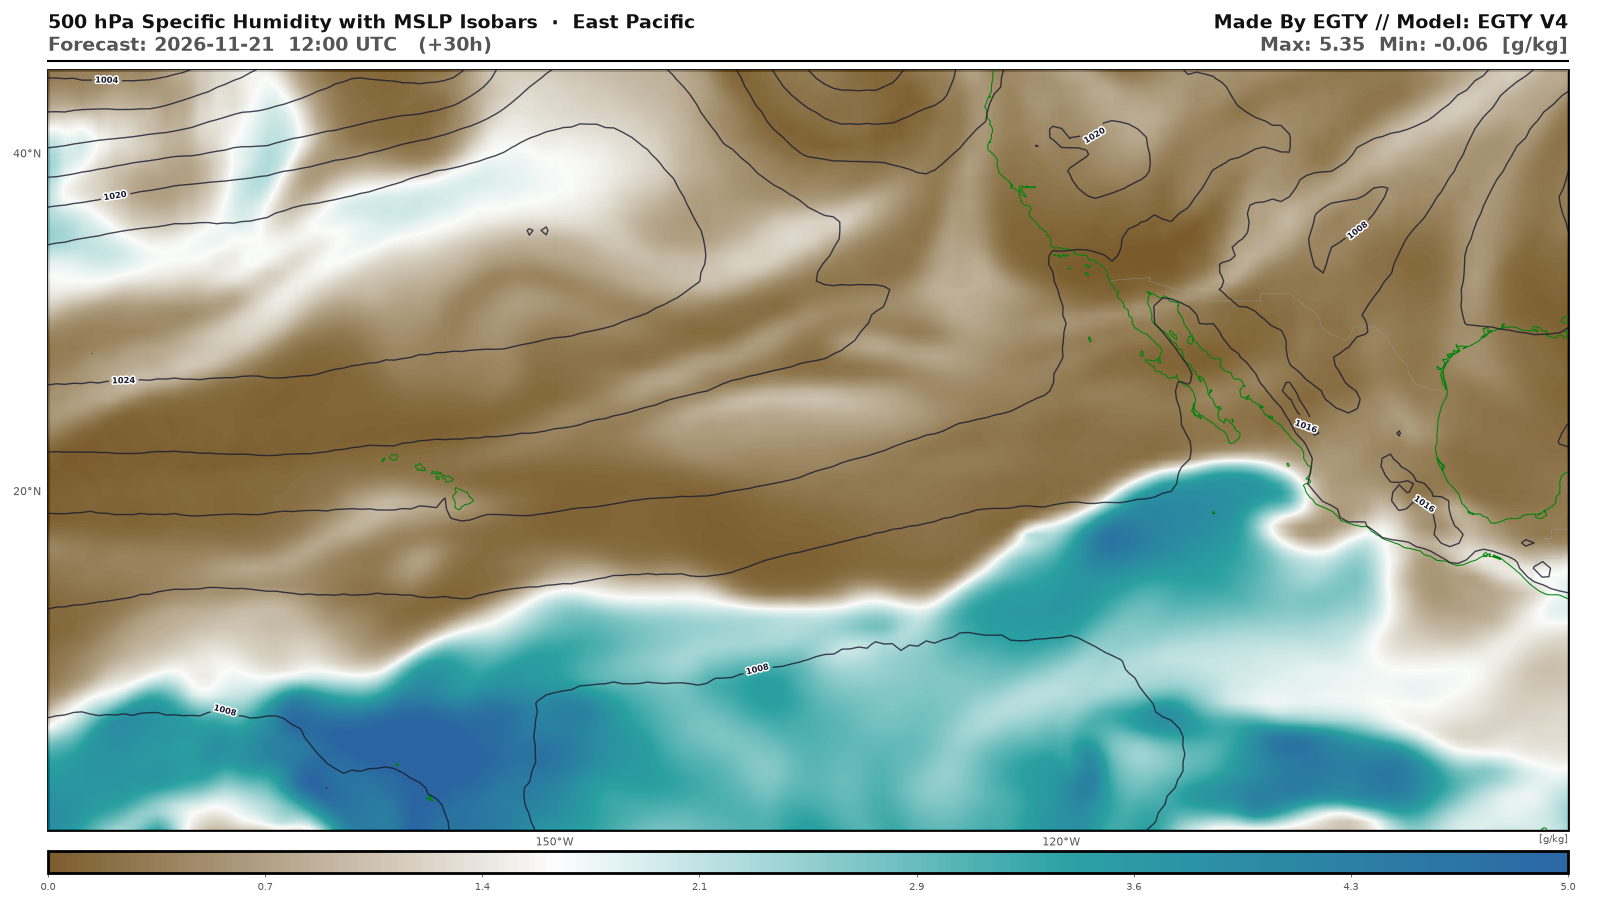 500 hPa Specific Humidity with MSLP Isobars · East Pacific
Made By EGTY // Model: EGTY V4
Forecast: 2026-11-21 12:00 UTC (+30h)
Max: 5.35 Min: -0.06 [g/kg]
1004
1020
40°N
1020
1008
1024
1016
20°N
1016
1008
1008
150°W
120°W
[g/kg]
0.0
0.7
1.4
2.1
2.9
3.6
4.3
5.0